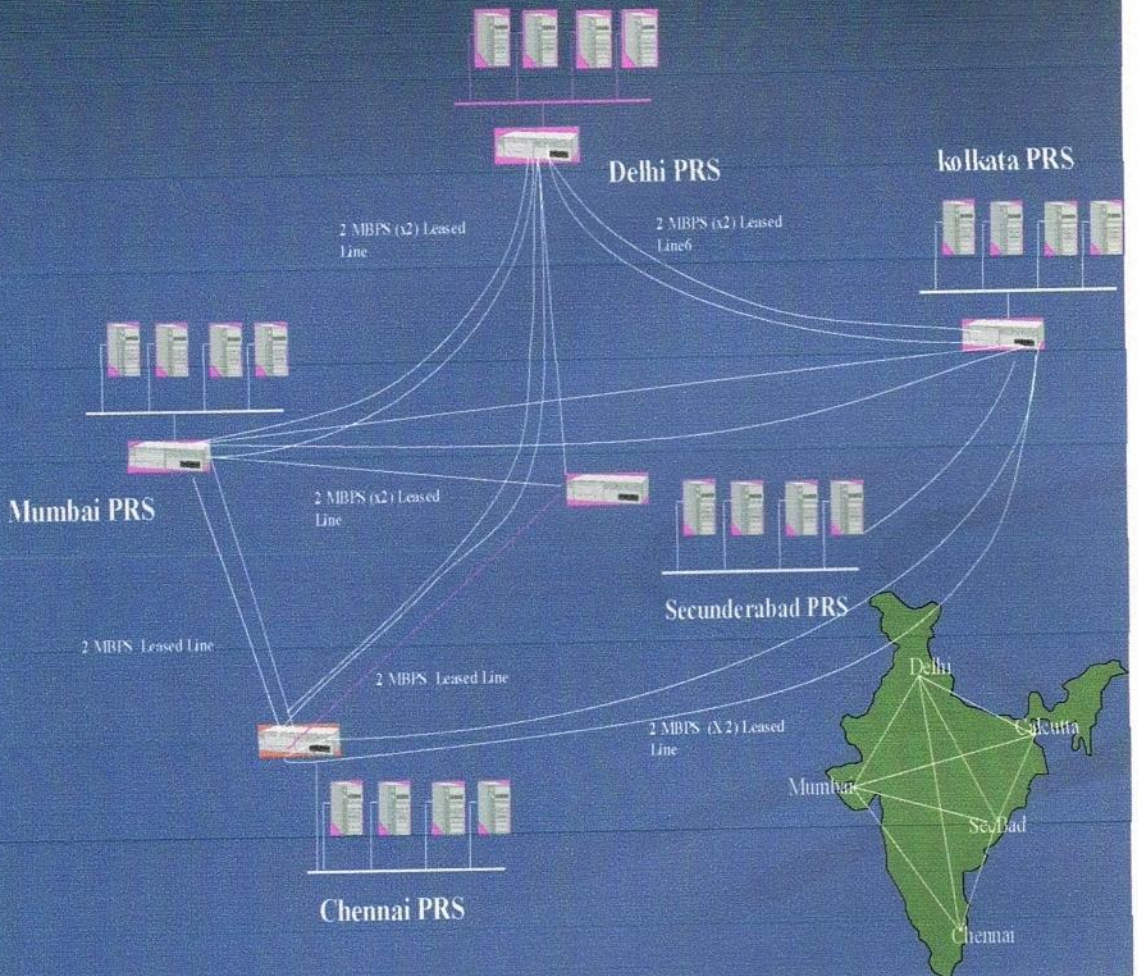 Delhi PRS
kolkata PRS
2 MBPS (x2) Leased
Line
2 MBPS (x2) Leased
Line6
Mumbai PRS
2 MBPS (x2) Leased
Line
Secunderabad PRS
2 MBPS Leased Line
2 MBPS Leased Line
2 MBPS (X 2) Leased
Line
Chennai PRS
Delhi
Calcutta
Mumbai
Sec Bad
Chennai